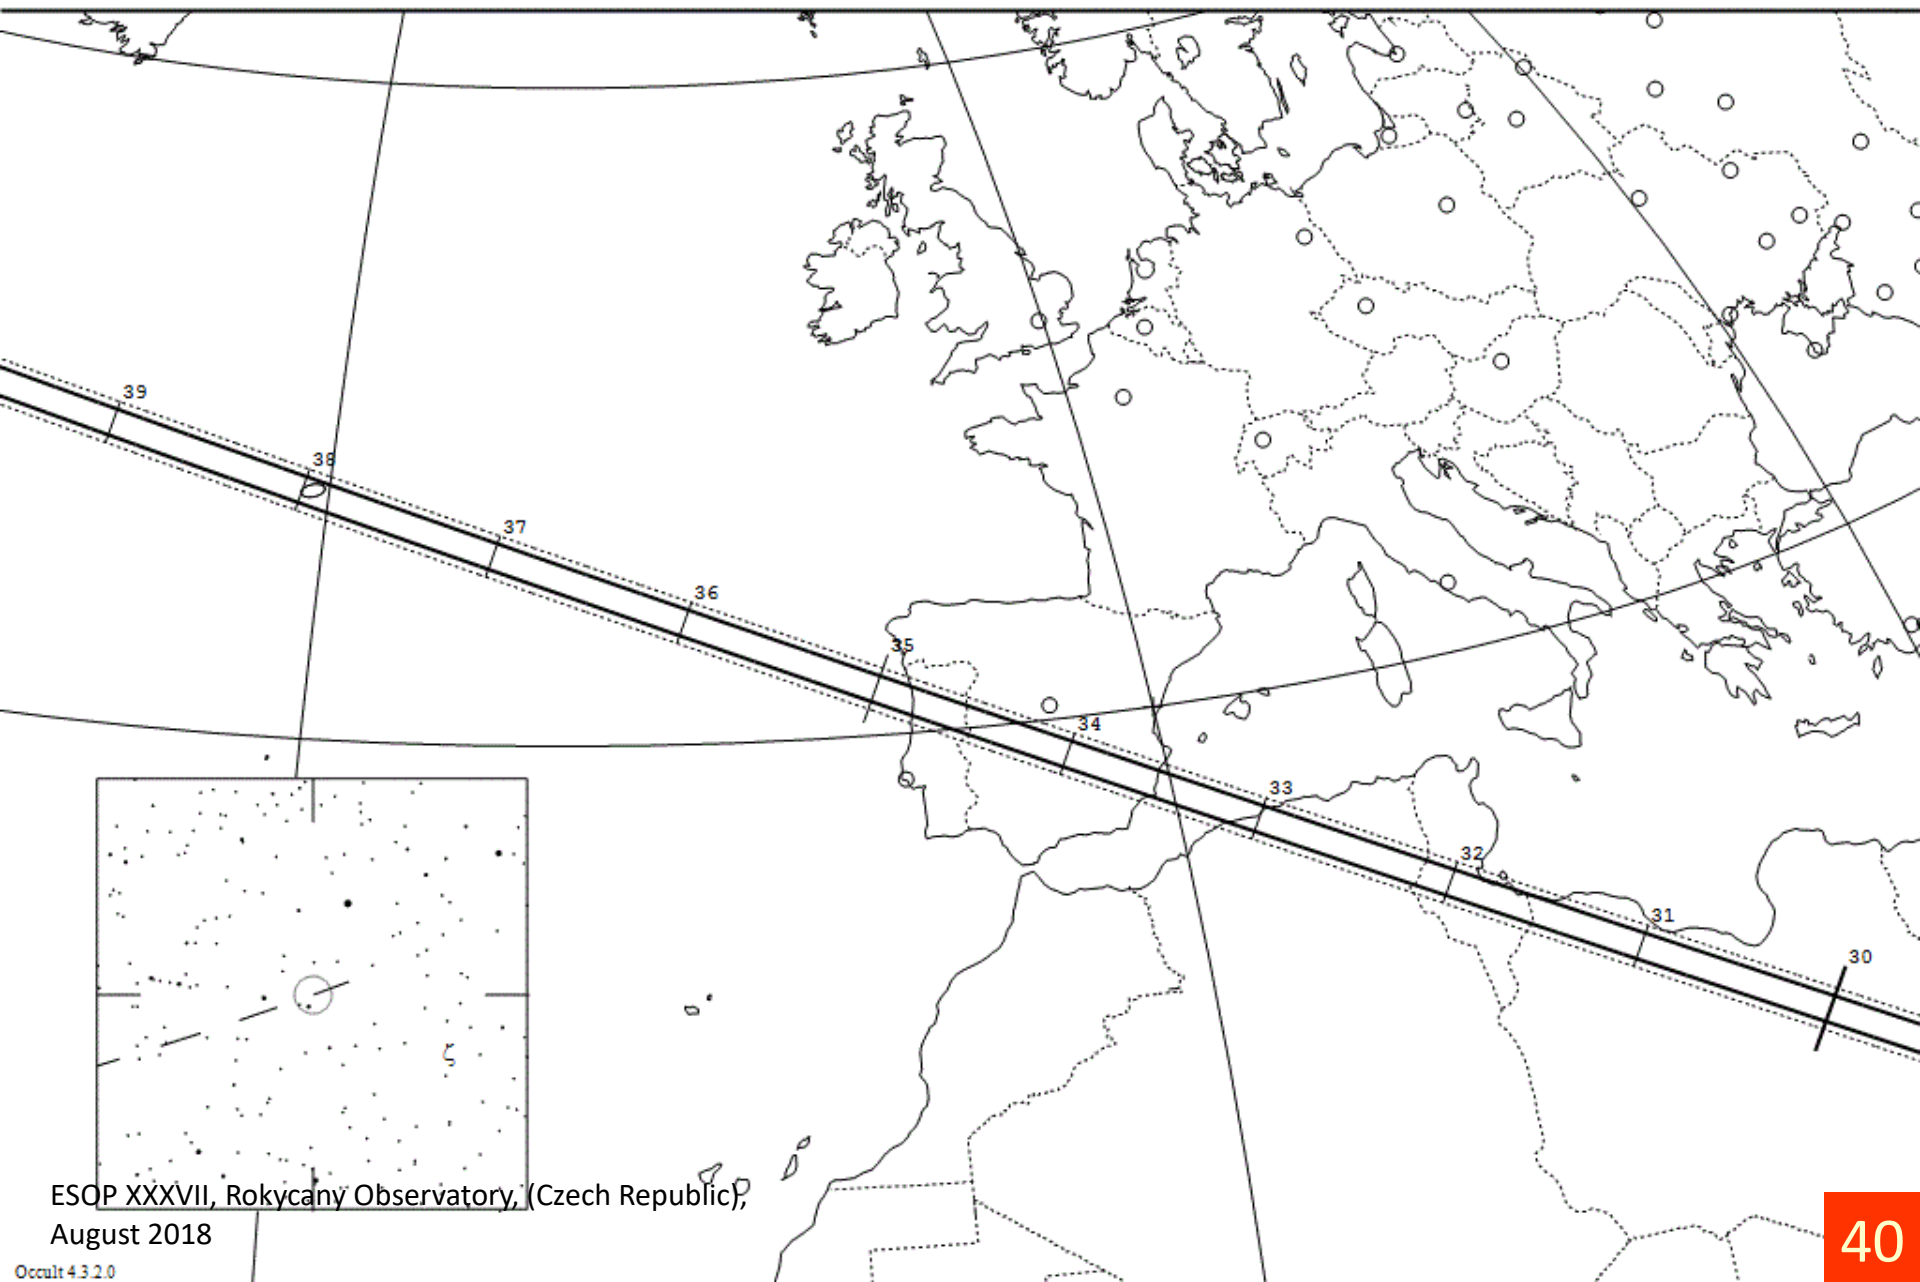 39
38
37
36
35
34
33
32
31
30
ζ
ESOP XXXVII, Rokycany Observatory, (Czech Republic),
August 2018
40
Occult 4.3.2.0